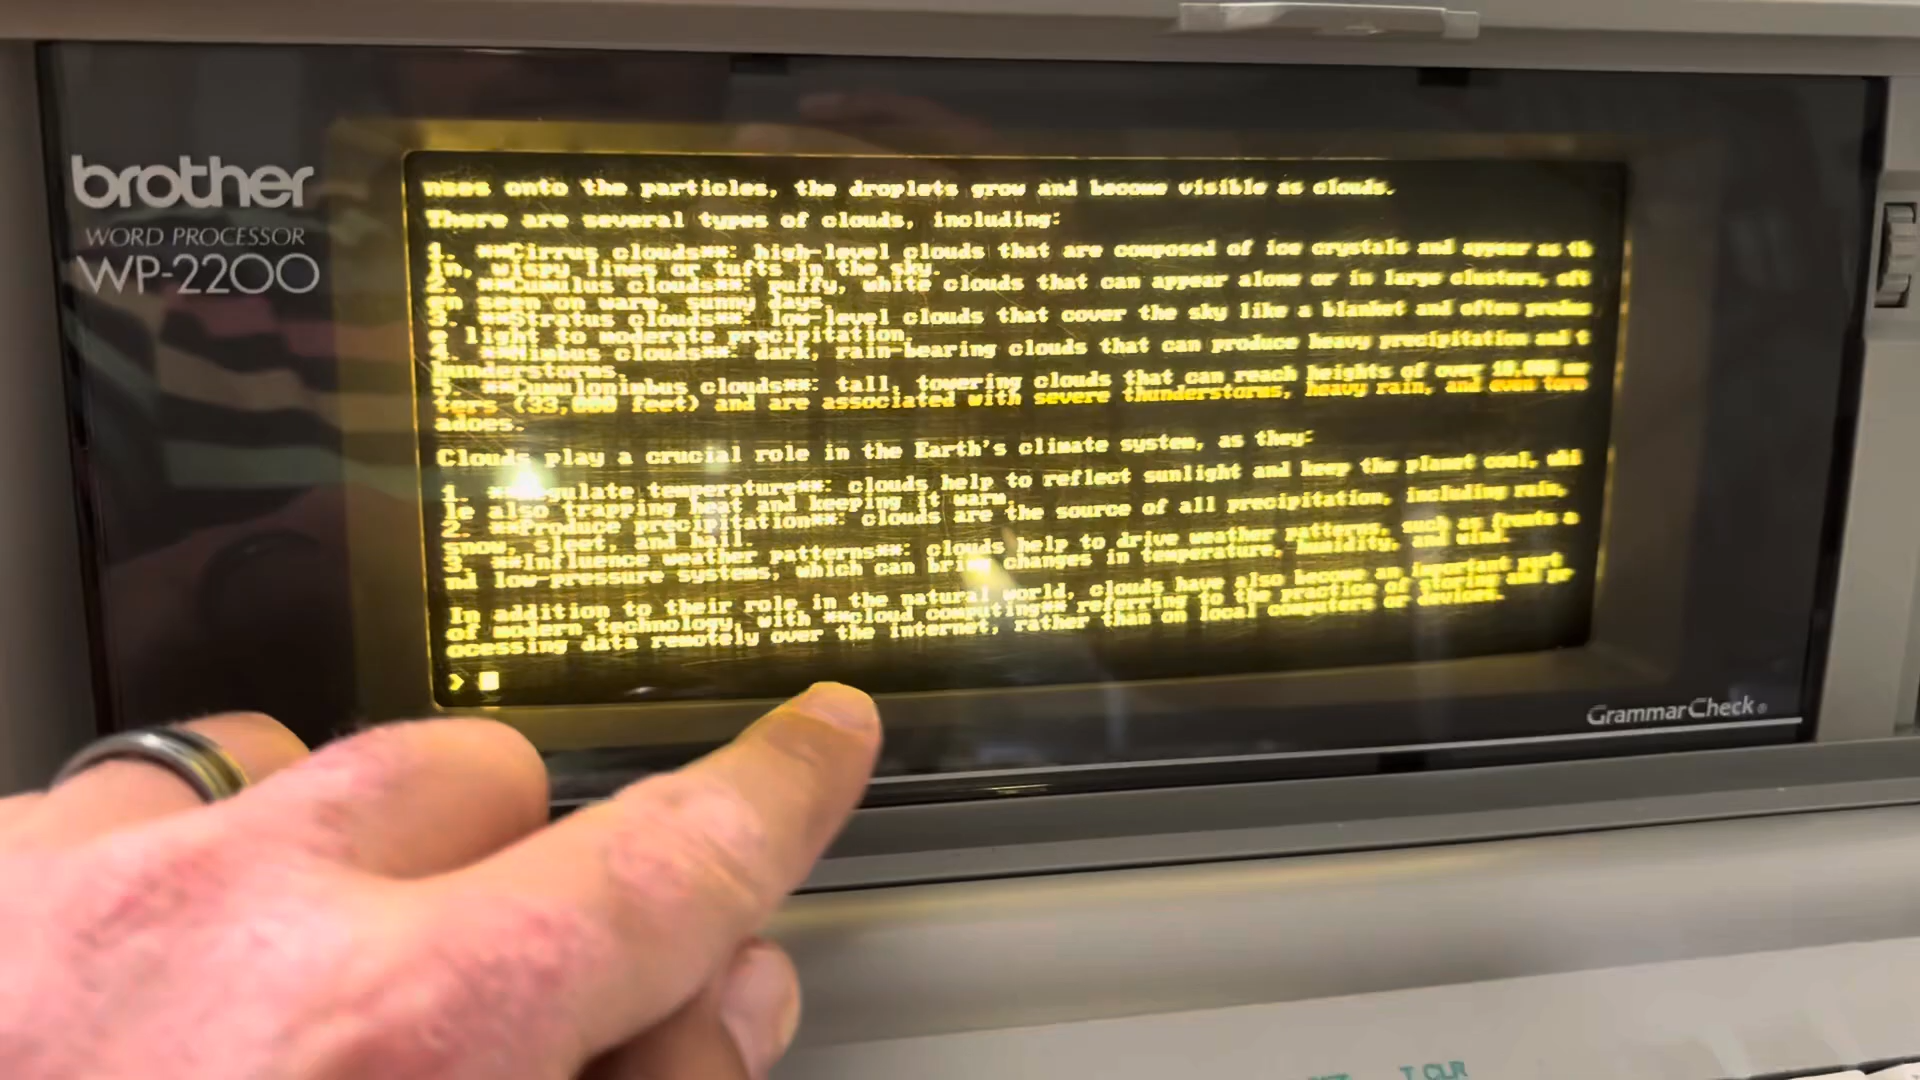 brother
WORD PROCESSOR
WP-2200
nses onto the particles, the droplets grow and become visible as clouds.
There are several types of clouds, including:
1. **Cirrus clouds**: high-level clouds that are composed of ice crystals and appear as th
in, wispy lines or tufts in the sky.
2. **Cumulus clouds**: puffy, white clouds that can appear alone or in large clusters, oft
en seen on warm, sunny days.
3. **Stratus clouds**: low-level clouds that cover the sky like a blanket and often produc
e light to moderate precipitation.
4. **Nimbus clouds**: dark, rain-bearing clouds that can produce heavy precipitation and t
hunderstorms.
5. **Cumulonimbus clouds**: tall, towering clouds that can reach heights of over 10,000 me
ters (33,000 feet) and are associated with severe thunderstorms, heavy rain, and even torn
adoes.
Clouds play a crucial role in the Earth's climate system, as they:
1. **Regulate temperature**: clouds help to reflect sunlight and keep the planet cool, whi
le also trapping heat and keeping it warm.
2. **Produce precipitation**: clouds are the source of all precipitation, including rain,
snow, sleet, and hail.
3. **Influence weather patterns**: clouds help to drive weather patterns, such as fronts a
nd low-pressure systems, which can bring changes in temperature, humidity, and wind.
In addition to their role in the natural world, clouds have also become an important part
of modern technology, with **cloud computing** referring to the practice of storing and pr
ocessing data remotely over the internet, rather than on local computers or devices.
>
GrammarCheck®
T CLR